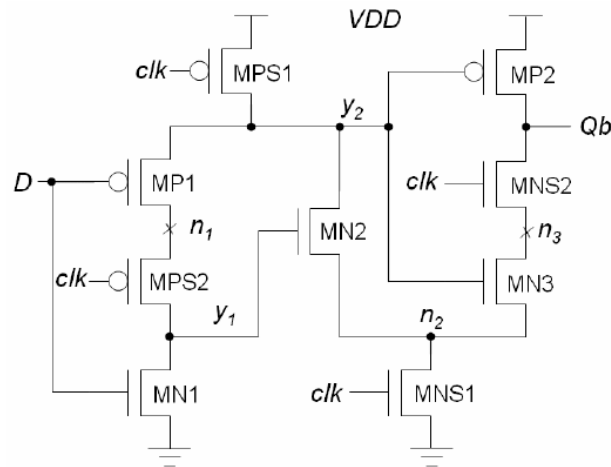 VDD
clk
MPS1
MP2
y2
Qb
D
MP1
clk
MNS2
n1
MN2
n3
clk
MPS2
MN3
y1
n2
MN1
clk
MNS1